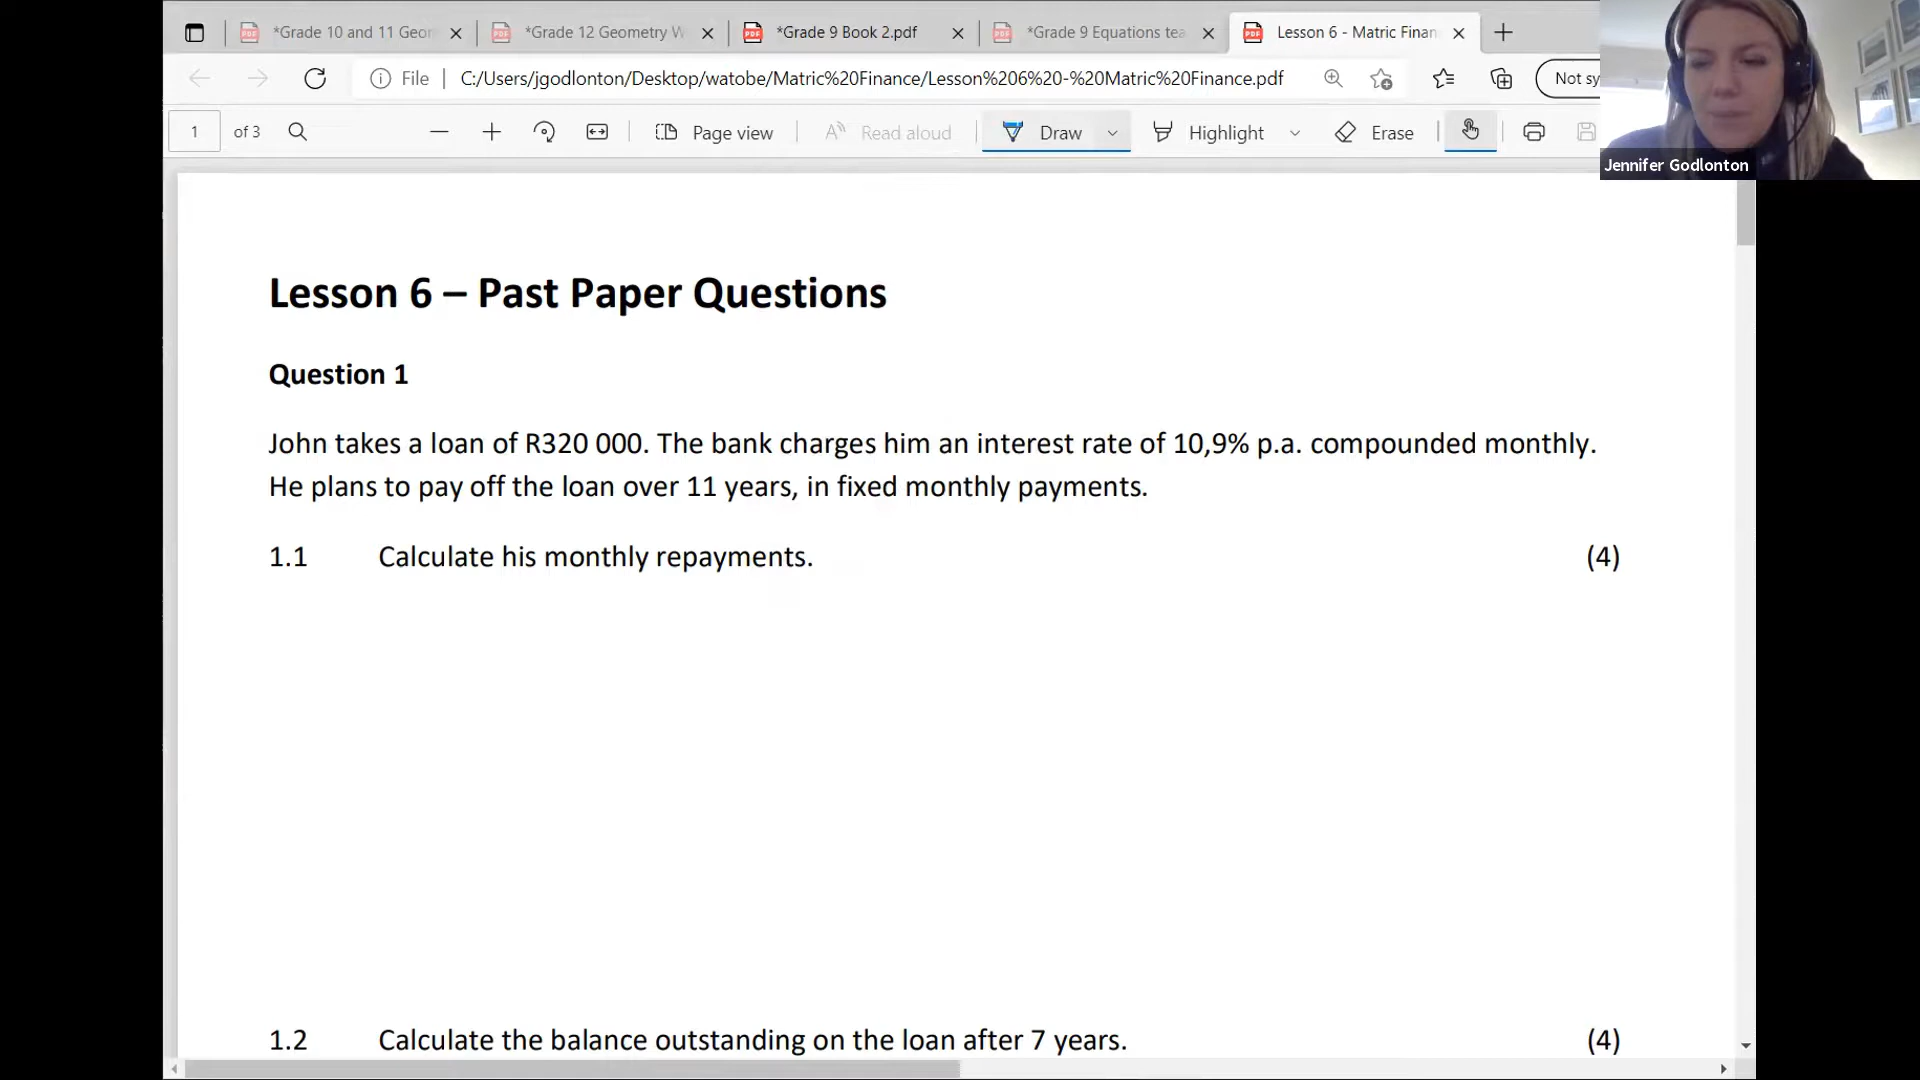 *Grade 10 and 11 Geor
*Grade 12 Geometry W
*Grade 9 Book 2.pdf
*Grade 9 Equations tea
Lesson 6 - Matric Finan
File
C:/Users/jgodlonton/Desktop/watobe/Matric%20Finance/Lesson%206%20-%20Matric%20Finance.pdf
Not sy
1
of 3
Page view
Read aloud
Draw
Highlight
Erase
Jennifer Godlonton
Lesson 6 – Past Paper Questions
Question 1
John takes a loan of R320 000. The bank charges him an interest rate of 10,9% p.a. compounded monthly.
He plans to pay off the loan over 11 years, in fixed monthly payments.
1.1 Calculate his monthly repayments. (4)
1.2 Calculate the balance outstanding on the loan after 7 years. (4)